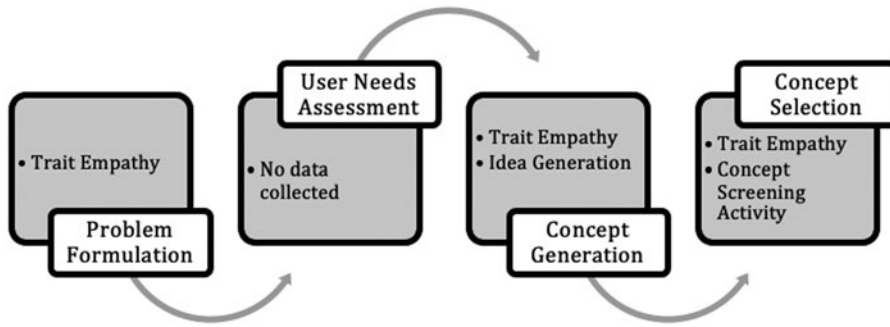 • Trait Empathy
Problem
Formulation
User Needs
Assessment
• No data
collected
• Trait Empathy
• Idea Generation
Concept
Generation
Concept
Selection
• Trait Empathy
• Concept
Screening
Activity